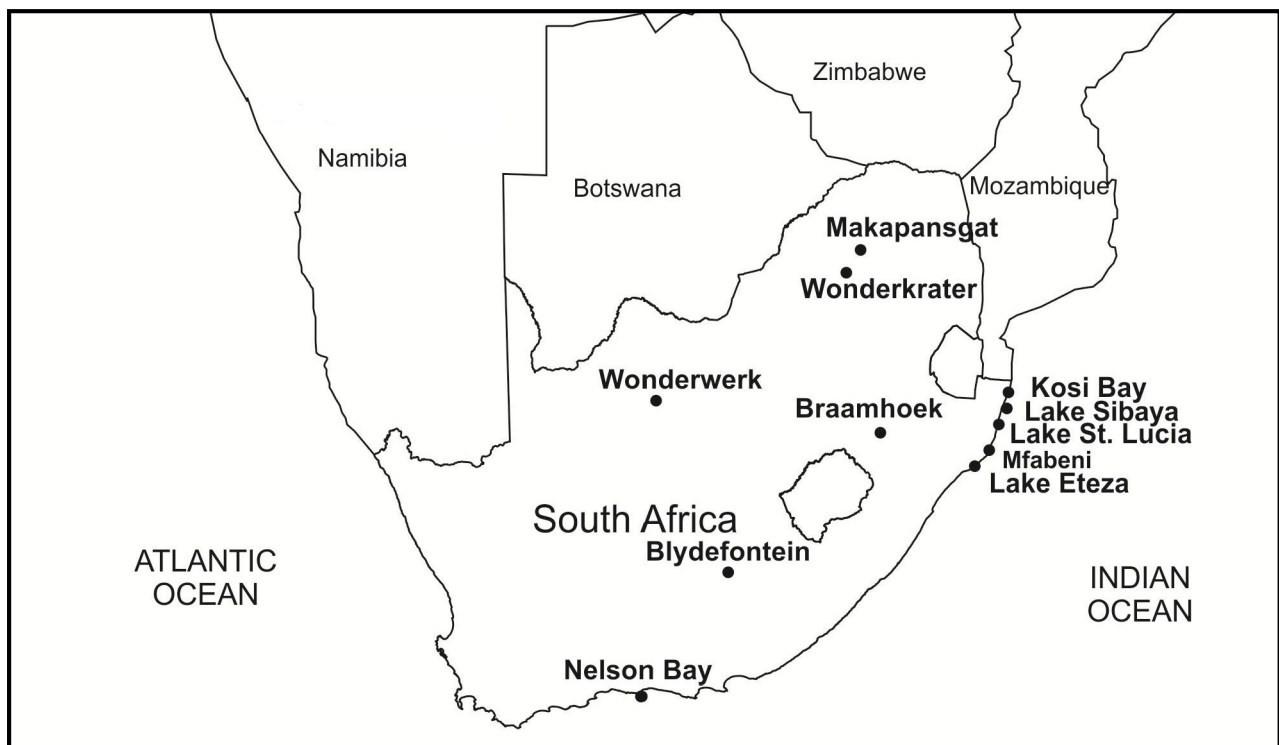 Zimbabwe
Namibia
Botswana
Mozambique
Makapansgat
Wonderkrater
Wonderwerk
Kosi Bay
Braamhoek
Lake Sibaya
Lake St. Lucia
Mfabeni
Lake Eteza
South Africa
Blydefontein
ATLANTIC
OCEAN
INDIAN
OCEAN
Nelson Bay